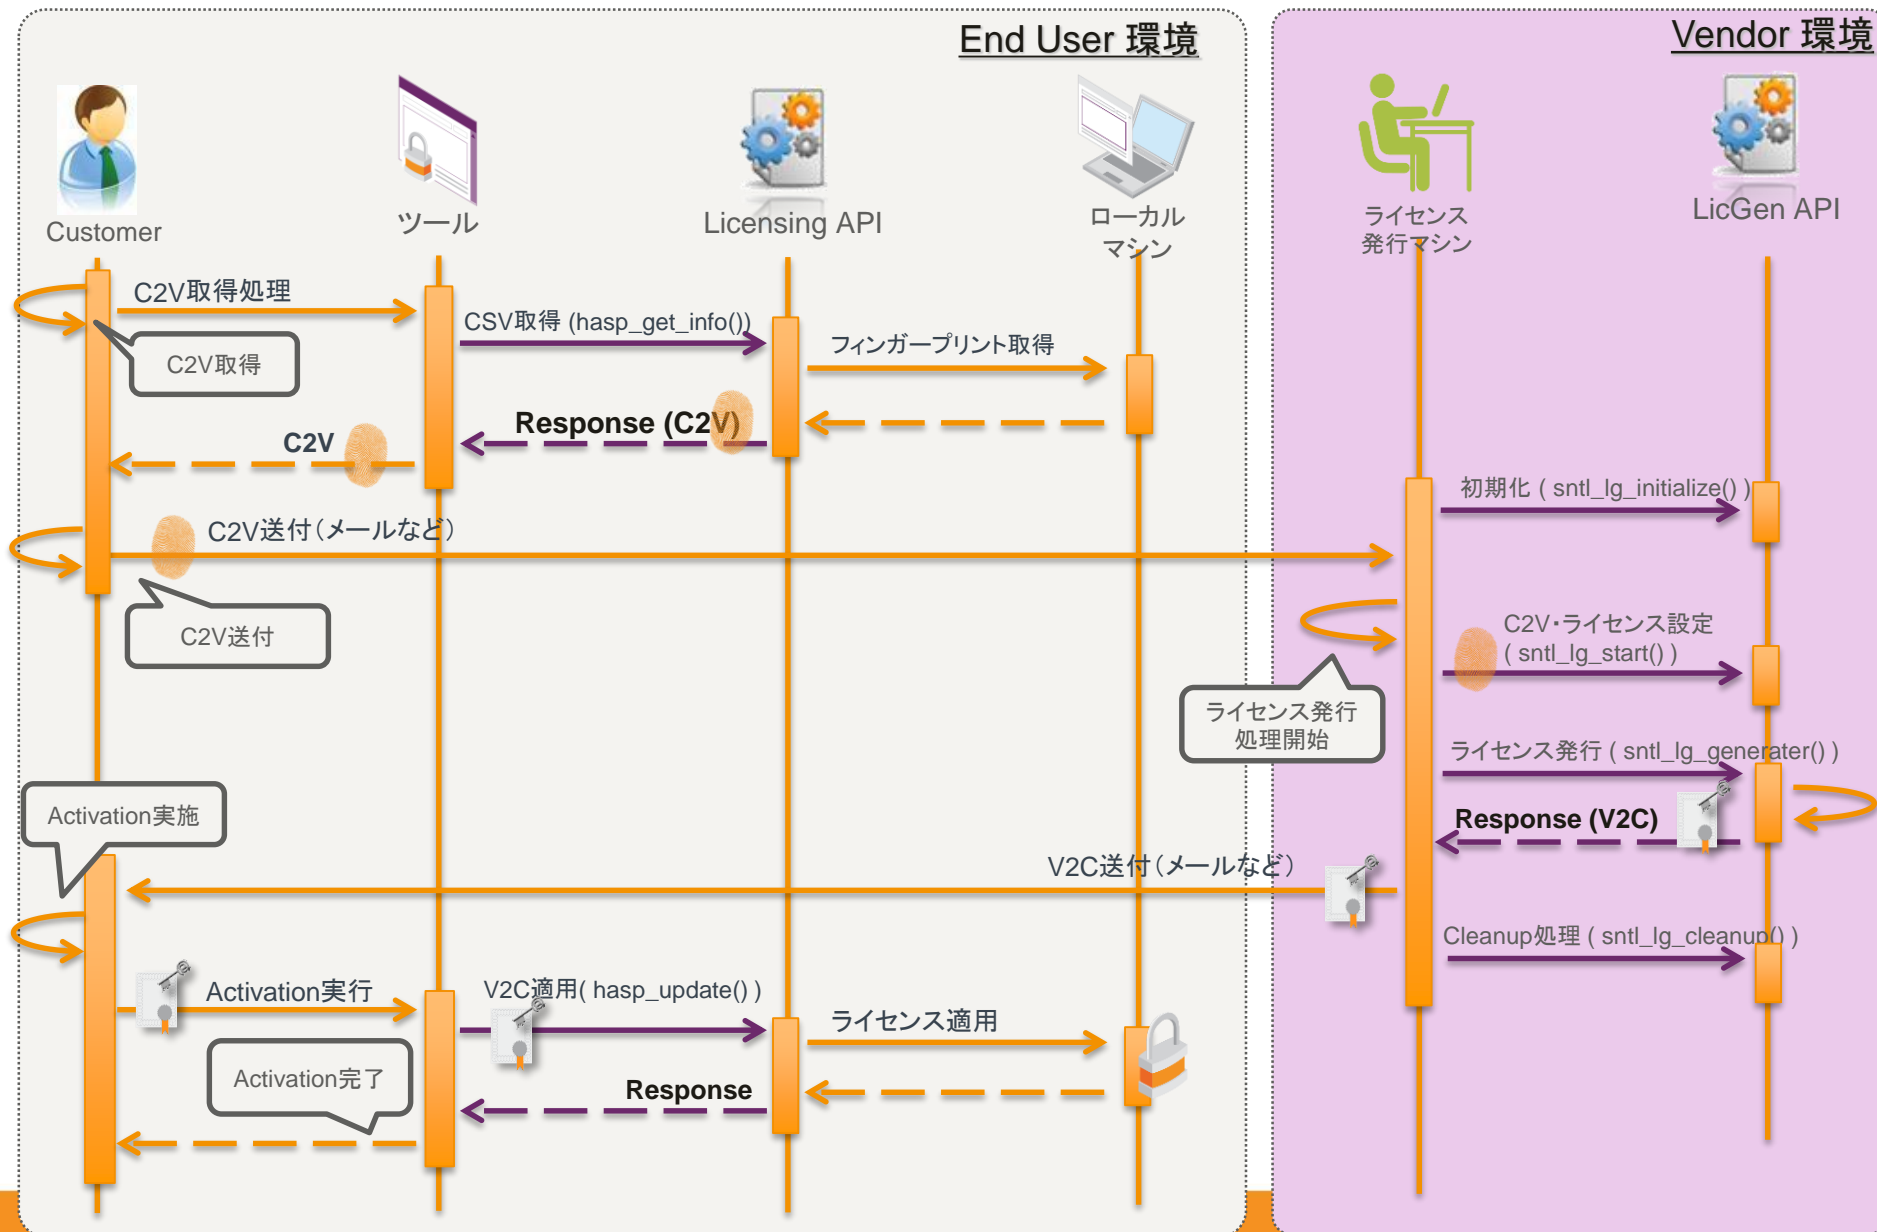 End User 環境
Vendor 環境
Customer
ツール
Licensing API
ローカル
マシン
ライセンス
発行マシン
LicGen API
C2V取得処理
CSV取得 (hasp_get_info())
フィンガープリント取得
C2V取得
Response (C2V)
C2V
初期化 ( sntl_lg_initialize() )
C2V送付（メールなど）
C2V送付
C2V・ライセンス設定
( sntl_lg_start() )
ライセンス発行
処理開始
ライセンス発行 ( sntl_lg_generater() )
Activation実施
Response (V2C)
V2C送付（メールなど）
Cleanup処理 ( sntl_lg_cleanup() )
Activation実行
V2C適用( hasp_update() )
ライセンス適用
Activation完了
Response